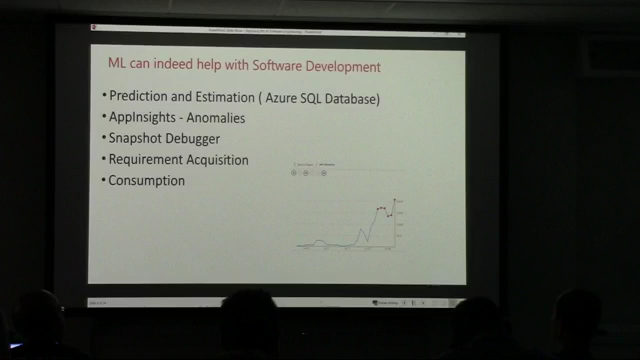 ML can indeed help with Software Development
• Prediction and Estimation ( Azure SQL Database)
• AppInsights - Anomalies
• Snapshot Debugger
• Requirement Acquisition
• Consumption